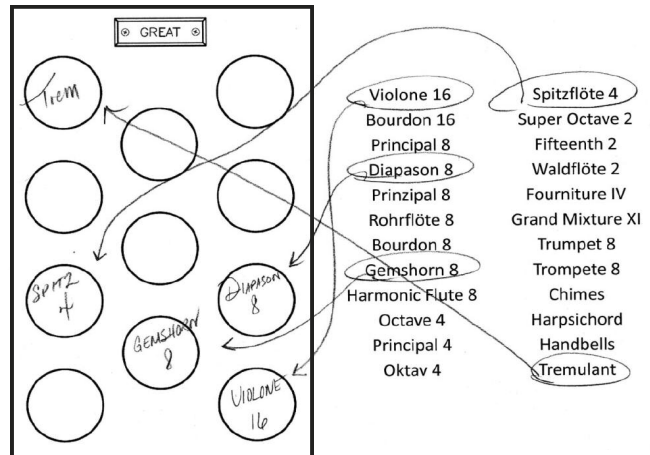 GREAT
Trem
SPITZ
4
GEMSHORN
8
DIAPASON
8
VIOLONE
16
Violone 16
Bourdon 16
Principal 8
Diapason 8
Prinzipal 8
Rohrflöte 8
Bourdon 8
Gemshorn 8
Harmonic Flute 8
Octave 4
Principal 4
Oktav 4
Spitzflöte 4
Super Octave 2
Fifteenth 2
Waldflöte 2
Fourniture IV
Grand Mixture XI
Trumpet 8
Trompete 8
Chimes
Harpsichord
Handbells
Tremulant